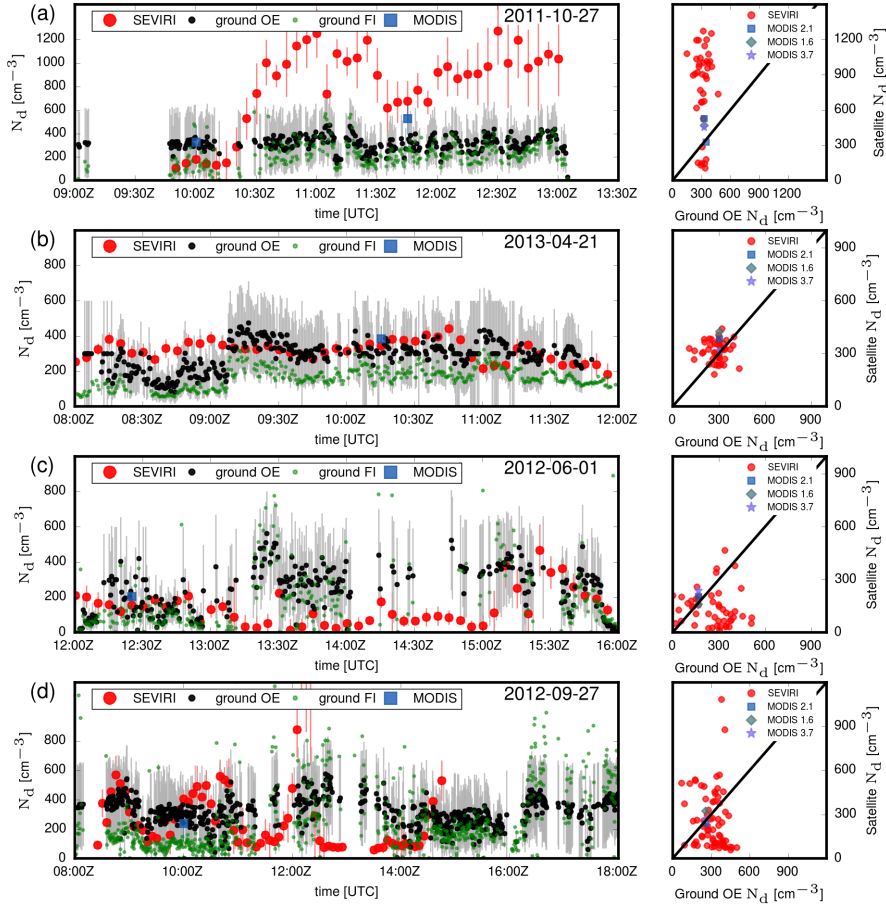 (a)
2011-10-27
SEVIRI ground OE ground FI MODIS
N_d [cm^−3]
0 200 400 600 800 1000 1200
09:00Z 09:30Z 10:00Z 10:30Z 11:00Z 11:30Z 12:00Z 12:30Z 13:00Z 13:30Z
time [UTC]
SEVIRI
MODIS 2.1
MODIS 1.6
MODIS 3.7
0 300 600 900 1200
Satellite N_d [cm^−3]
0 300 600 900 1200
Ground OE N_d [cm^−3]
(b)
2013-04-21
SEVIRI ground OE ground FI MODIS
N_d [cm^−3]
0 200 400 600 800
08:00Z 08:30Z 09:00Z 09:30Z 10:00Z 10:30Z 11:00Z 11:30Z 12:00Z
time [UTC]
SEVIRI
MODIS 2.1
MODIS 1.6
MODIS 3.7
0 300 600 900
Satellite N_d [cm^−3]
0 300 600 900
Ground OE N_d [cm^−3]
(c)
2012-06-01
SEVIRI ground OE ground FI MODIS
N_d [cm^−3]
0 200 400 600 800
12:00Z 12:30Z 13:00Z 13:30Z 14:00Z 14:30Z 15:00Z 15:30Z 16:00Z
time [UTC]
SEVIRI
MODIS 2.1
MODIS 1.6
MODIS 3.7
0 300 600 900
Satellite N_d [cm^−3]
0 300 600 900
Ground OE N_d [cm^−3]
(d)
2012-09-27
SEVIRI ground OE ground FI MODIS
N_d [cm^−3]
0 200 400 600 800 1000
08:00Z 10:00Z 12:00Z 14:00Z 16:00Z 18:00Z
time [UTC]
SEVIRI
MODIS 2.1
MODIS 1.6
MODIS 3.7
0 300 600 900
Satellite N_d [cm^−3]
0 300 600 900
Ground OE N_d [cm^−3]